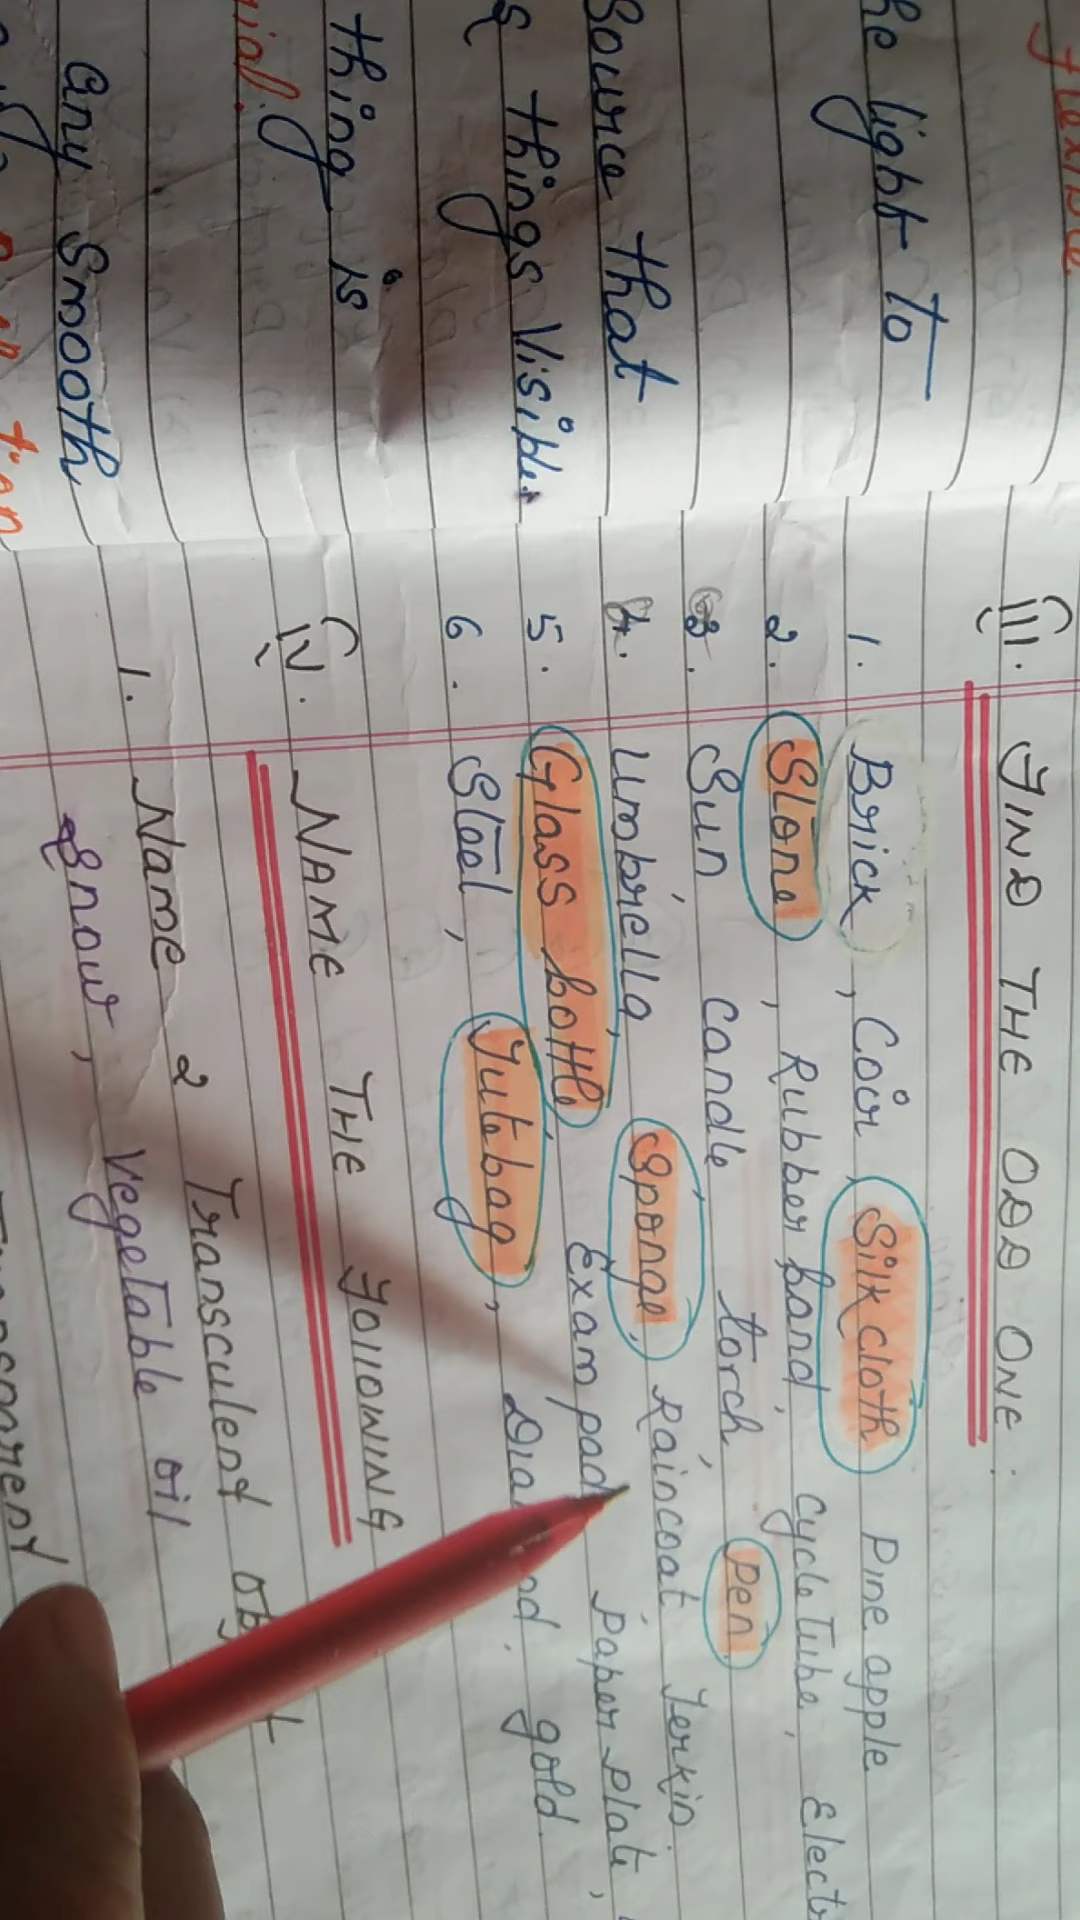 flexible
he light to
Source that
s things visible
thing is
any smooth
III. FIND THE ODD ONE :
1. Brick, Coir, Silk cloth Pine apple
2. Stone, Rubber band, Cycle tube,
3. Sun, candle, torch, pen.
4. Umbrella, Sponge, Raincoat, Jerkin.
5. Glass bottle, Exam pad, paper plate,
6. Steel, Jute bag, gold.
IV. NAME THE FOLLOWING
1. Name 2 Transculent
Snow, Vegetable oil